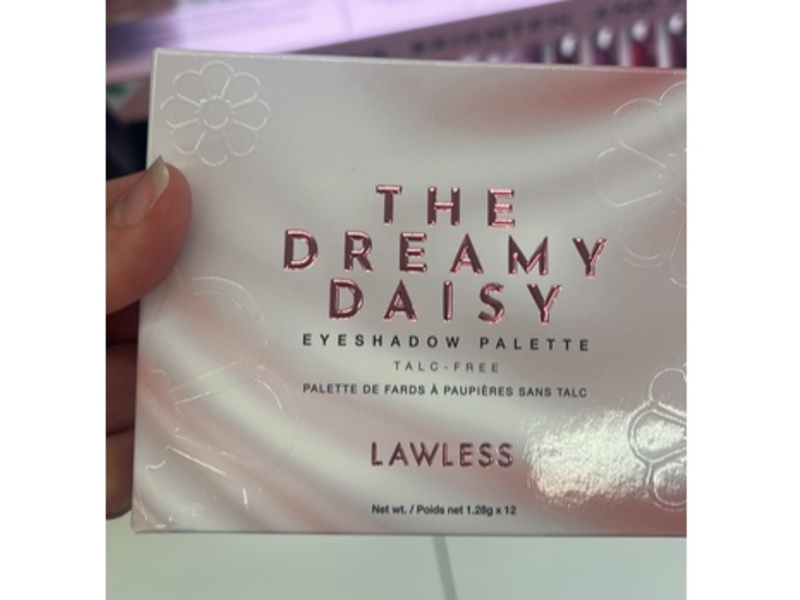 THE
DREAMY
DAISY
EYESHADOW PALETTE
TALC-FREE
PALETTE DE FARDS À PAUPIÈRES SANS TALC
LAWLESS
Net wt. / Poids net 1.28g x 12